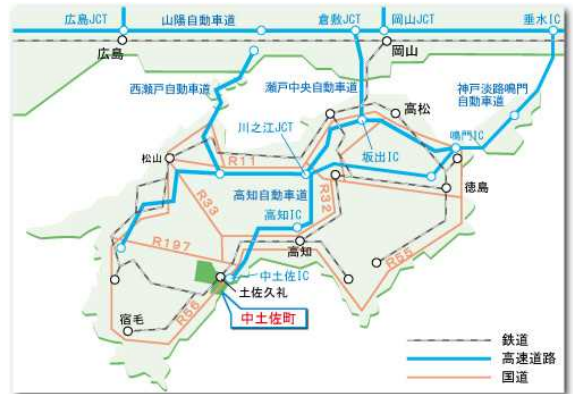 広島JCT
山陽自動車道
倉敷JCT
岡山JCT
垂水IC
広島
岡山
西瀬戸自動車道
瀬戸中央自動車道
神戸淡路鳴門
自動車道
高松
川之江JCT
鳴門IC
坂出IC
松山
R11
高知自動車道
R32
徳島
R33
高知IC
R197
高知
R55
中土佐IC
土佐久礼
R56
中土佐町
宿毛
鉄道
高速道路
国道